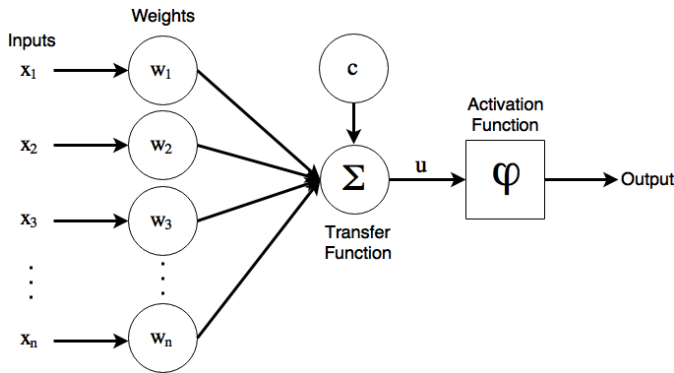 Weights
Inputs
x1 w1
c
Activation
Function
x2 w2
Σ
u
φ
Output
x3 w3
Transfer
Function
. . .
. . .
xn wn